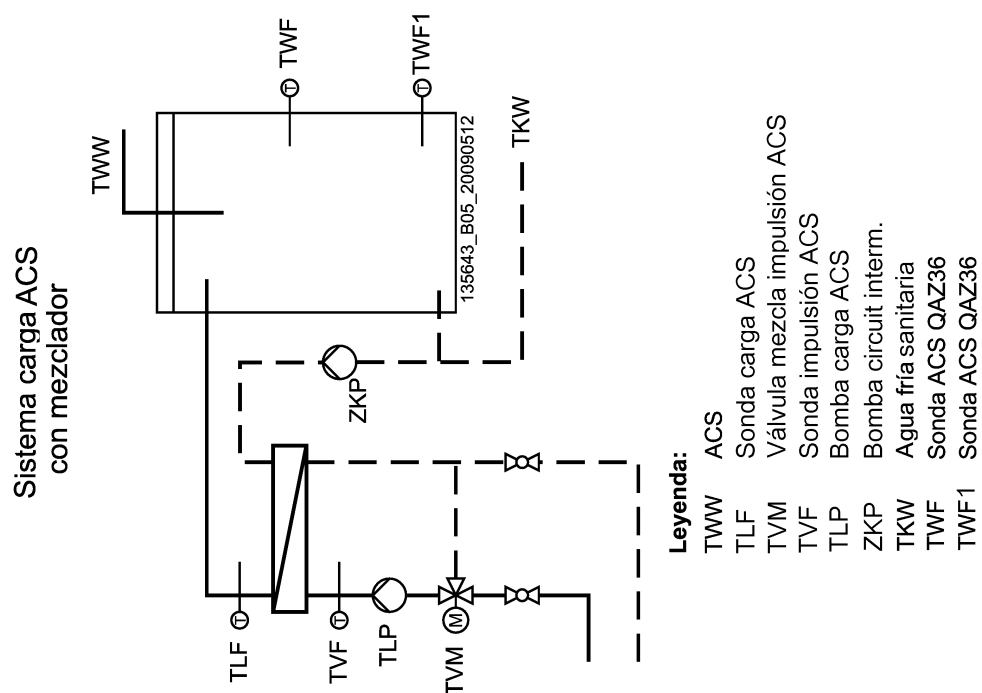 Sistema carga ACS
con mezclador
TWW
TWF
TWF1
135643_B05_20090512
TKW
ZKP
TLF
T
TVF
T
TLP
TVM
M
T
T
Leyenda:
TWW ACS
TLF Sonda carga ACS
TVM Válvula mezcla impulsión ACS
TVF Sonda impulsión ACS
TLP Bomba carga ACS
ZKP Bomba circuit interm.
TKW Agua fría sanitaria
TWF Sonda ACS QAZ36
TWF1 Sonda ACS QAZ36